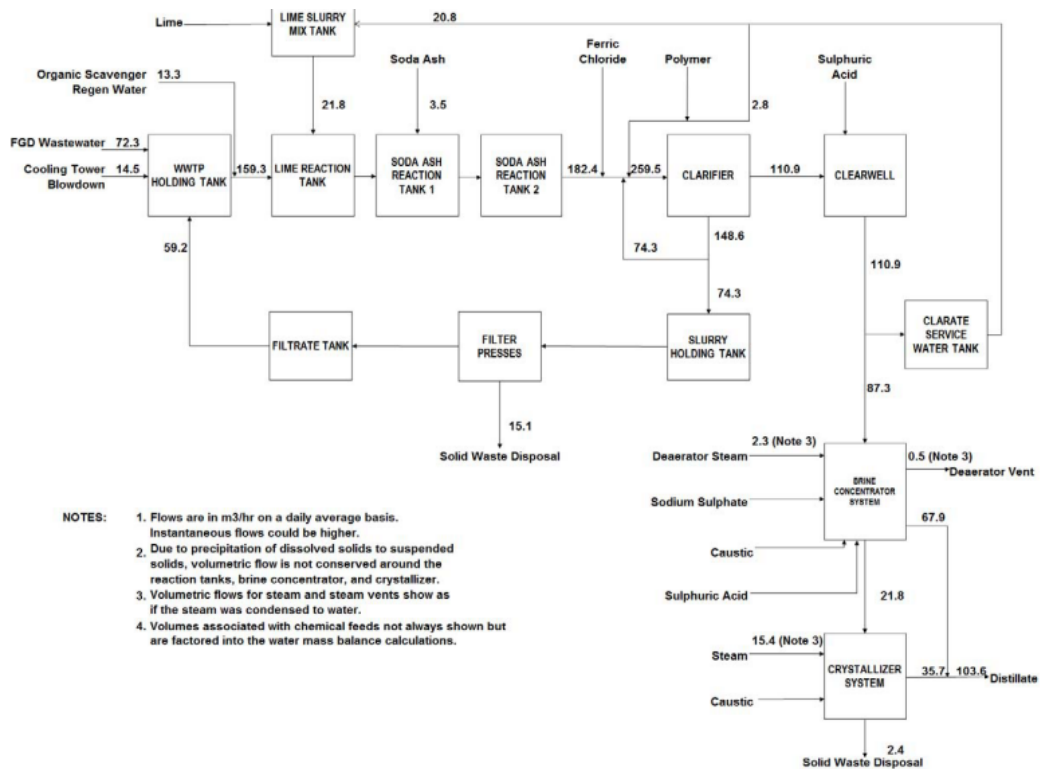 Lime
LIME SLURRY
MIX TANK
20.8
Ferric
Chloride
Soda Ash
Polymer
Sulphuric
Acid
Organic Scavenger
Regen Water
13.3
21.8
3.5
2.8
FGD Wastewater
72.3
Cooling Tower
Blowdown
14.5
WWTP
HOLDING TANK
159.3
LIME REACTION
TANK
SODA ASH
REACTION
TANK 1
SODA ASH
REACTION
TANK 2
182.4
259.5
CLARIFIER
110.9
CLEARWELL
59.2
74.3
148.6
74.3
110.9
FILTRATE TANK
FILTER
PRESSES
SLURRY
HOLDING TANK
CLARATE
SERVICE
WATER TANK
15.1
Solid Waste Disposal
87.3
2.3 (Note 3)
Deaerator Steam
0.5 (Note 3)
Deaerator Vent
BRINE
CONCENTRATOR
SYSTEM
Sodium Sulphate
67.9
Caustic
Sulphuric Acid
21.8
NOTES:
1. Flows are in m3/hr on a daily average basis.
Instantaneous flows could be higher.
2. Due to precipitation of dissolved solids to suspended
solids, volumetric flow is not conserved around the
reaction tanks, brine concentrator, and crystallizer.
3. Volumetric flows for steam and steam vents show as
if the steam was condensed to water.
4. Volumes associated with chemical feeds not always shown but
are factored into the water mass balance calculations.
15.4 (Note 3)
Steam
CRYSTALLIZER
SYSTEM
35.7
103.6
Distillate
Caustic
2.4
Solid Waste Disposal